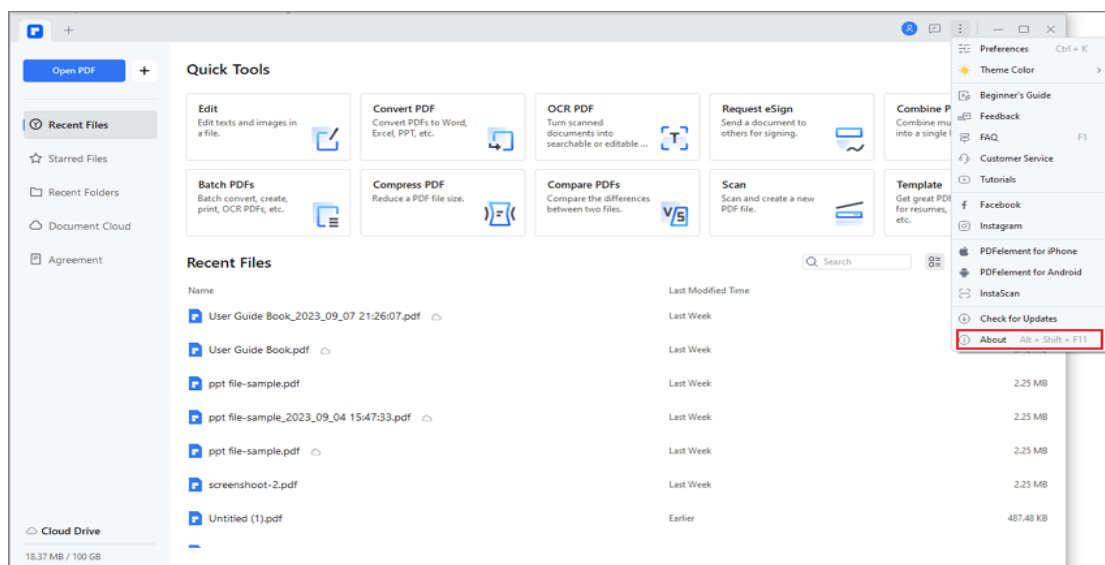 Open PDF
Recent Files
Starred Files
Recent Folders
Document Cloud
Agreement
Cloud Drive
18.37 MB / 100 GB
Quick Tools
Edit
Edit texts and images in
a file.
Convert PDF
Convert PDFs to Word,
Excel, PPT, etc.
OCR PDF
Turn scanned
documents into
searchable or editable ...
Request eSign
Send a document to
others for signing.
Combine P
Combine mu
into a single
Batch PDFs
Batch convert, create,
print, OCR PDFs, etc.
Compress PDF
Reduce a PDF file size.
Compare PDFs
Compare the differences
between two files.
Scan
Scan and create a new
PDF file.
Template
Get great PD
for resumes,
etc.
Recent Files
Search
Name Last Modified Time
User Guide Book_2023_09_07 21:26:07.pdf Last Week
User Guide Book.pdf Last Week
ppt file-sample.pdf Last Week 2.25 MB
ppt file-sample_2023_09_04 15:47:33.pdf Last Week 2.25 MB
ppt file-sample.pdf Last Week 2.25 MB
screenshoot-2.pdf Last Week 2.25 MB
Untitled (1).pdf Earlier 487.48 KB
Preferences Ctrl + K
Theme Color
Beginner's Guide
Feedback
FAQ F1
Customer Service
Tutorials
Facebook
Instagram
PDFelement for iPhone
PDFelement for Android
InstaScan
Check for Updates
About Alt + Shift + F11